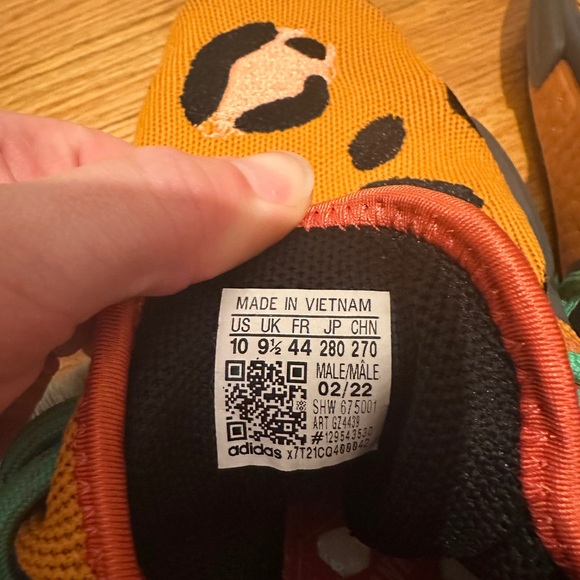 MADE IN VIETNAM
US UK FR JP CHN
10 9½ 44 280 270
MALE/MÂLE
02/22
SHW 675001
ART GZ4439
adidas